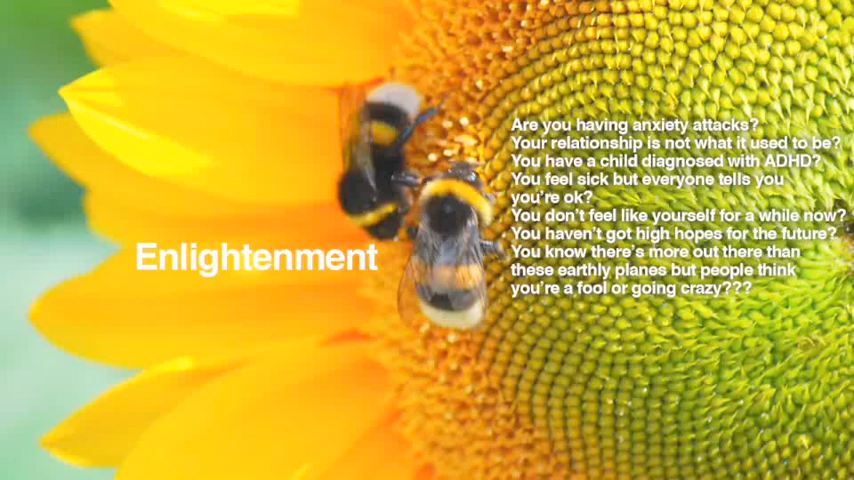 Enlightenment
Are you having anxiety attacks?
Your relationship is not what it used to be?
You have a child diagnosed with ADHD?
You feel sick but everyone tells you
you're ok?
You don't feel like yourself for a while now?
You haven't got high hopes for the future?
You know there's more out there than
these earthly planes but people think
you're a fool or going crazy???